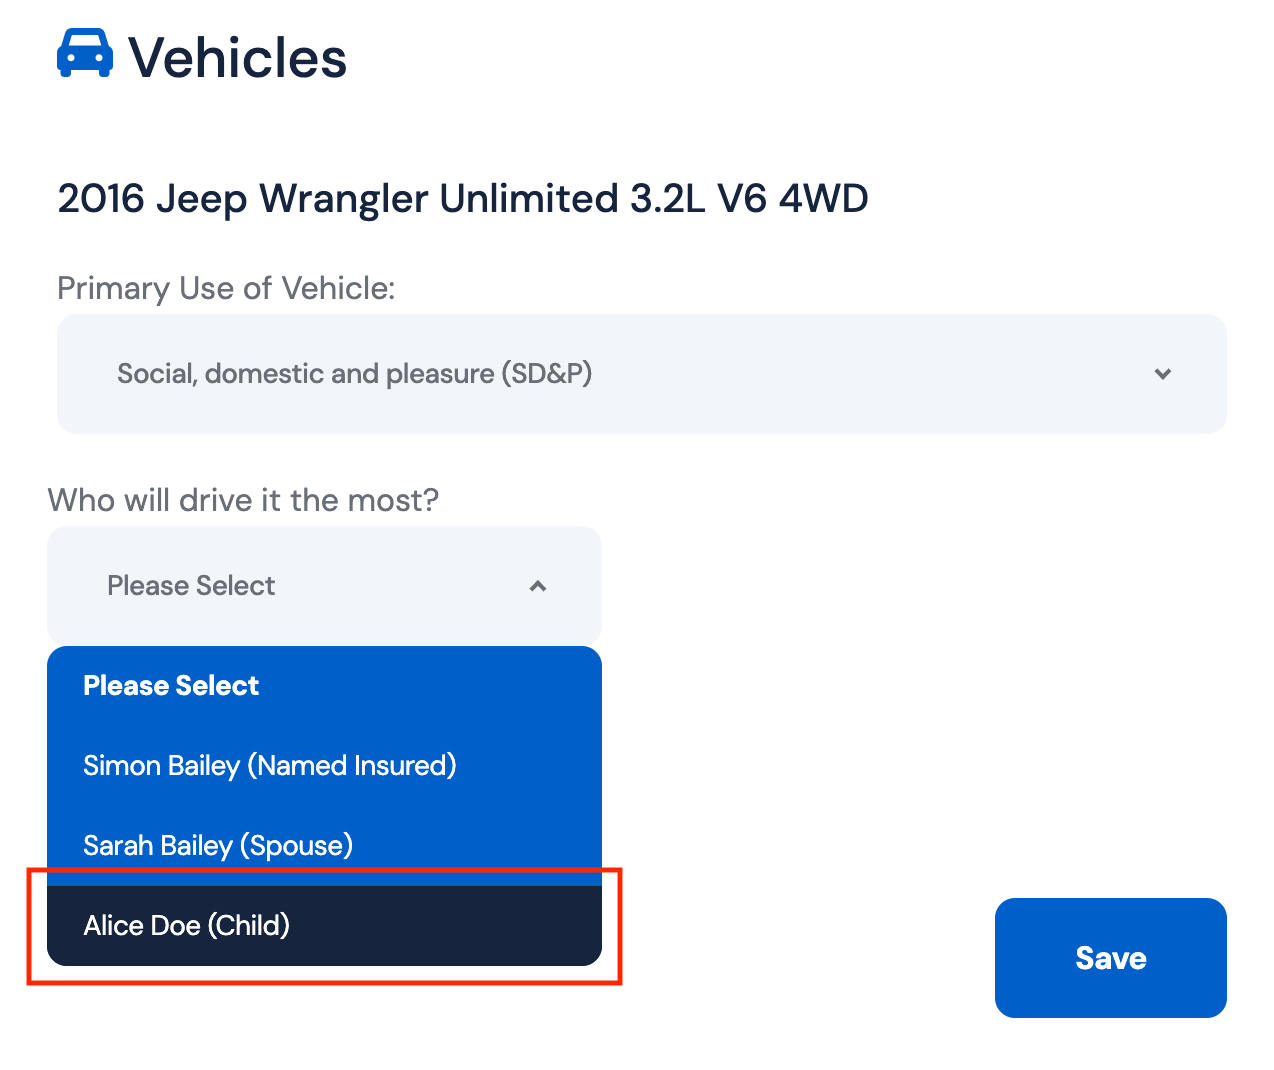 Vehicles
2016 Jeep Wrangler Unlimited 3.2L V6 4WD
Primary Use of Vehicle:
Social, domestic and pleasure (SD&P)
Who will drive it the most?
Please Select
Please Select
Simon Bailey (Named Insured)
Sarah Bailey (Spouse)
Alice Doe (Child)
Save